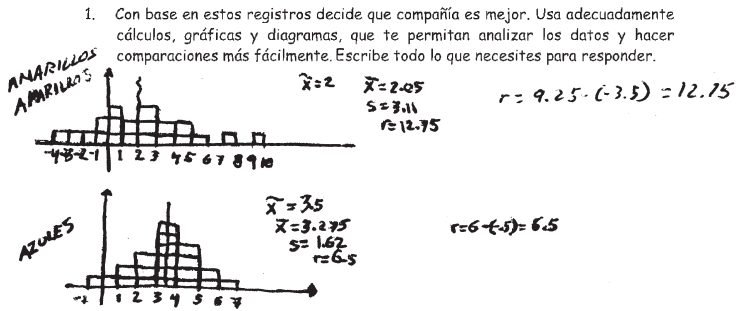 1. Con base en estos registros decide que compañía es mejor. Usa adecuadamente
cálculos, gráficas y diagramas, que te permitan analizar los datos y hacer
comparaciones más fácilmente. Escribe todo lo que necesites para responder.
AMARILLOS
AMARILLOS
x̃=2
x̄=2.05
s=3.11
r=12.75
r= 9.25-(-3.5) =12.75
-4-3-2-1 1 2 3 4 5 6 7 8 9 10
AZULES
x̃=3.5
x̄=3.275
s=1.62
r=6.5
r=6-(-.5)=6.5
-1 1 2 3 4 5 6 7